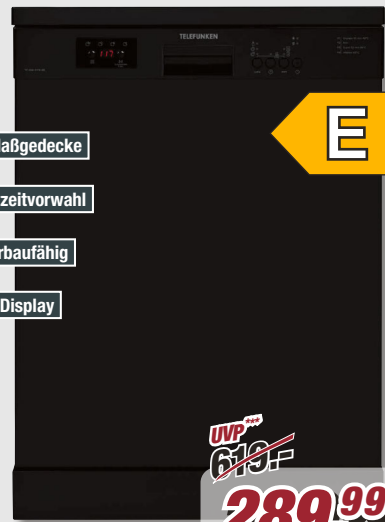 TELEFUNKEN
E
aßgedecke
zeitvorwahl
rbaufähig
Display
UVP***
619.-
289.99